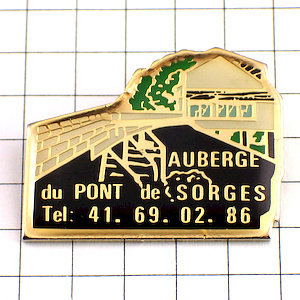 AUBERGE
du PONT de SORGES
Tel: 41. 69. 02. 86